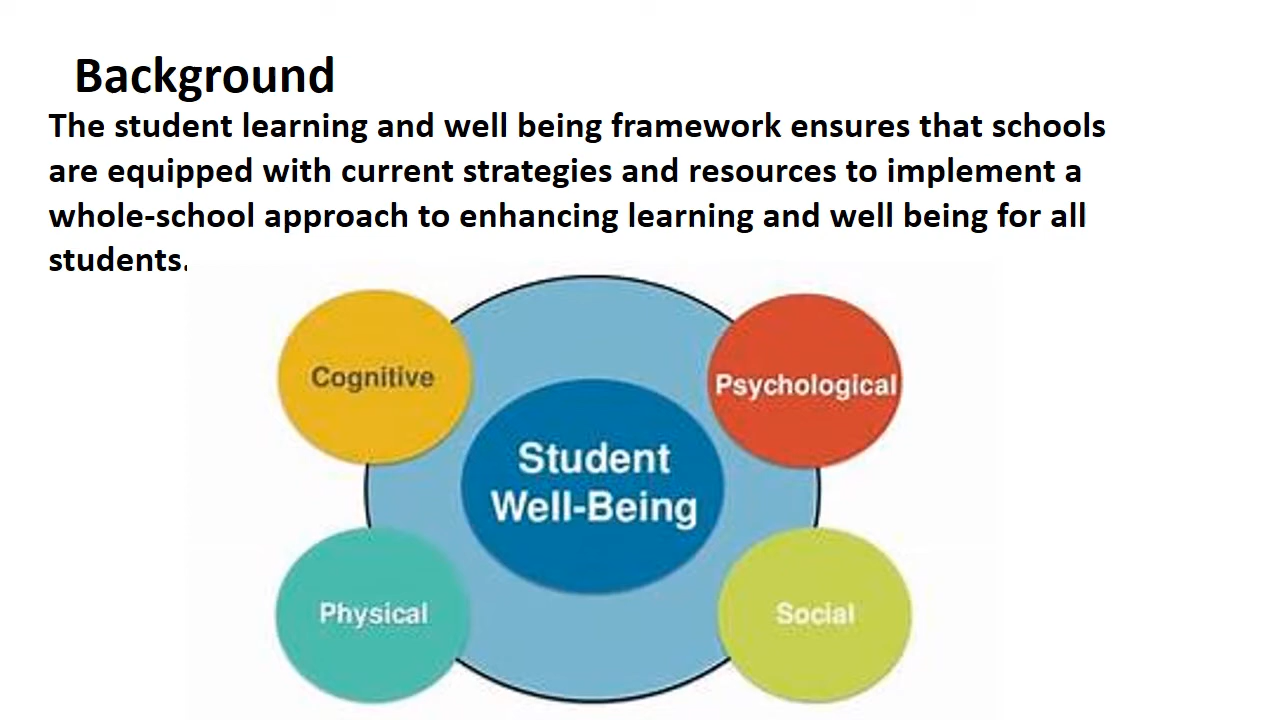 Background
The student learning and well being framework ensures that schools
are equipped with current strategies and resources to implement a
whole-school approach to enhancing learning and well being for all
students.
Cognitive
Psychological
Student
Well-Being
Physical
Social